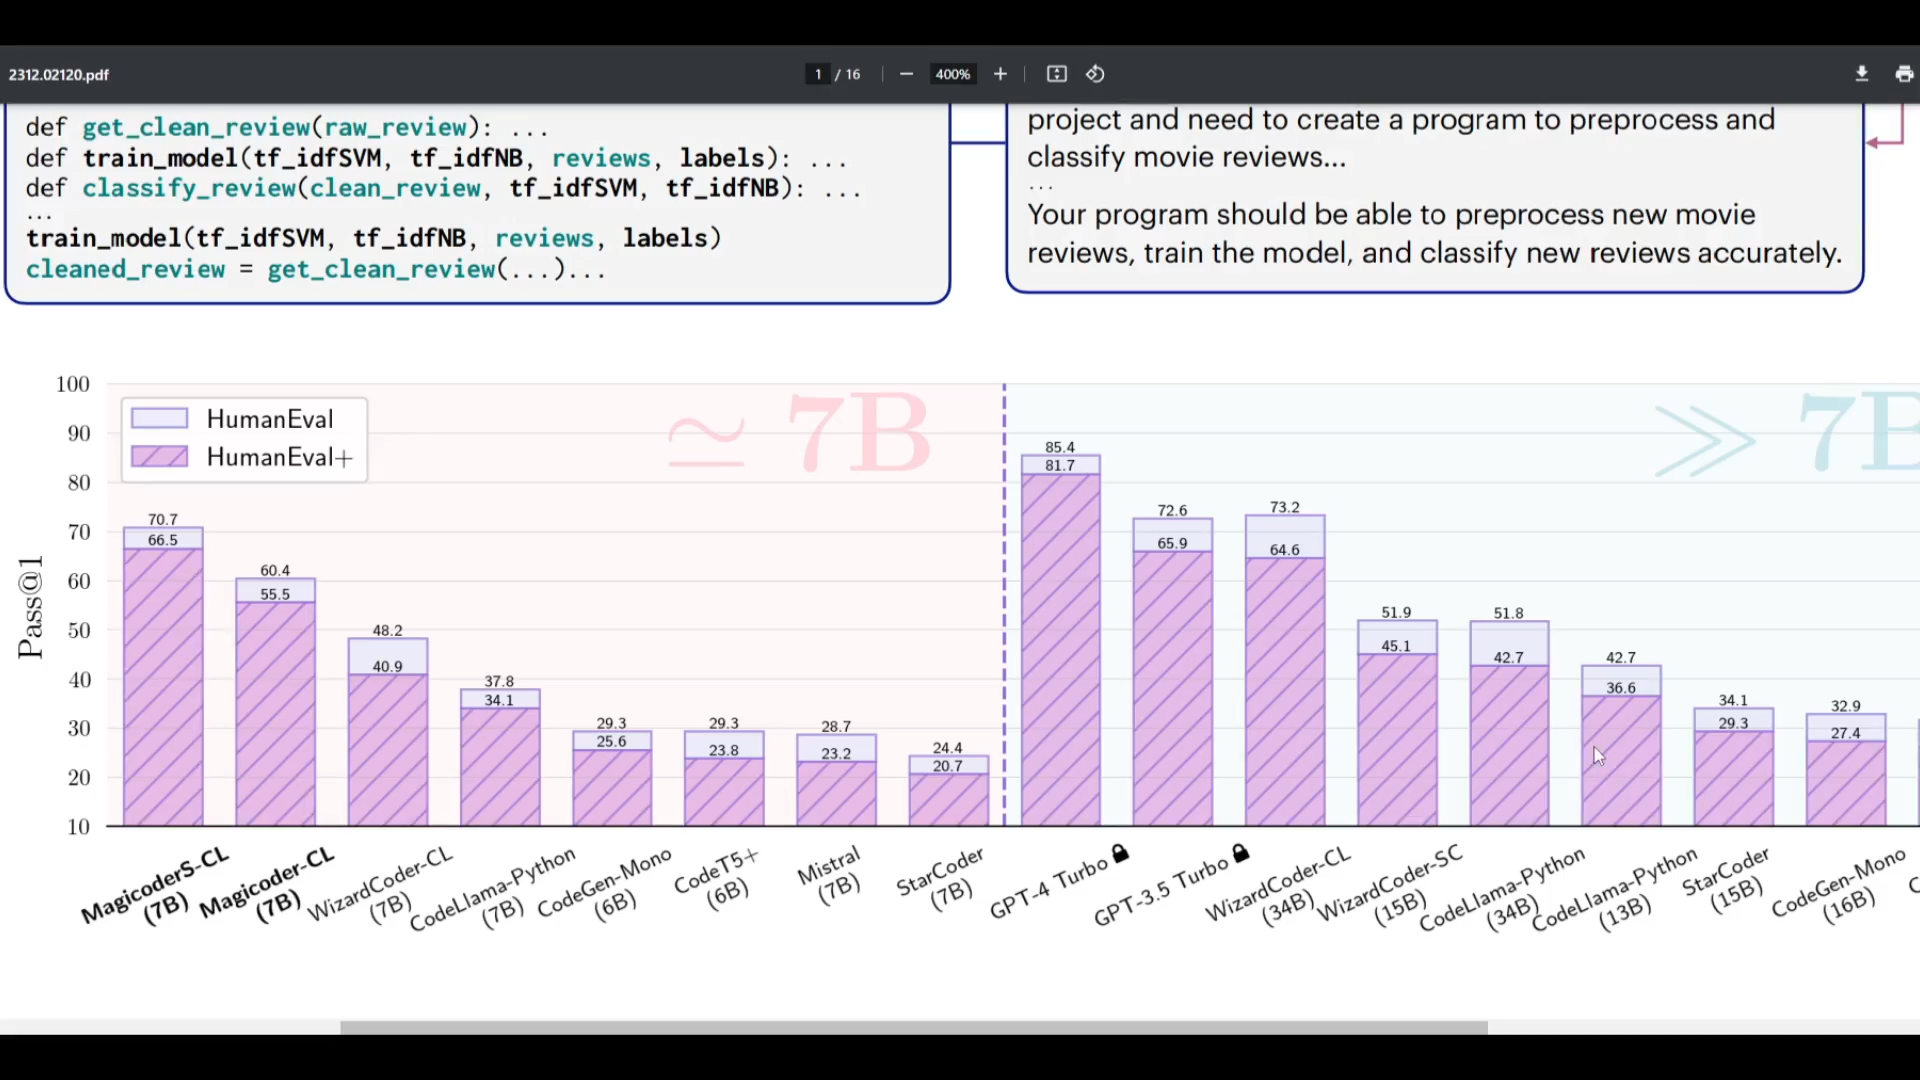 2312.02120.pdf
1 / 16
400%
def get_clean_review(raw_review): ...
def train_model(tf_idfSVM, tf_idfNB, reviews, labels): ...
def classify_review(clean_review, tf_idfSVM, tf_idfNB): ...
...
train_model(tf_idfSVM, tf_idfNB, reviews, labels)
cleaned_review = get_clean_review(...)...
project and need to create a program to preprocess and
classify movie reviews...
...
Your program should be able to preprocess new movie
reviews, train the model, and classify new reviews accurately.
Pass@1
100
90
80
70
60
50
40
30
20
10
HumanEval
HumanEval+
≃ 7B
≫ 7B
70.7
66.5
60.4
55.5
48.2
40.9
37.8
34.1
29.3
25.6
29.3
23.8
28.7
23.2
24.4
20.7
85.4
81.7
72.6
65.9
73.2
64.6
51.9
45.1
51.8
42.7
42.7
36.6
34.1
29.3
32.9
27.4
MagicoderS-CL
(7B)
Magicoder-CL
(7B)
WizardCoder-CL
(7B)
CodeLlama-Python
(7B)
CodeGen-Mono
(6B)
CodeT5+
(6B)
Mistral
(7B)
StarCoder
(7B)
GPT-4 Turbo
GPT-3.5 Turbo
WizardCoder-CL
(34B)
WizardCoder-SC
(15B)
CodeLlama-Python
(34B)
CodeLlama-Python
(13B)
StarCoder
(15B)
CodeGen-Mono
(16B)